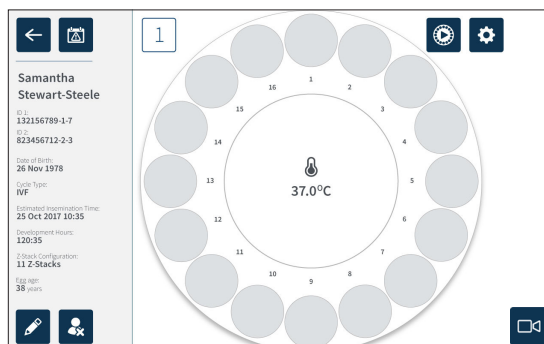 Samantha
Stewart-Steele
ID 1:
132156789-1-7
ID 2:
823456712-2-3
Date of Birth:
26 Nov 1978
Cycle Type:
IVF
Estimated Insemination Time:
25 Oct 2017 10:35
Development Hours:
120:35
Z-Stack Configuration:
11 Z-Stacks
Egg age:
38 years
1
1
2
3
4
5
6
7
8
9
10
11
12
13
14
15
16
37.0°C